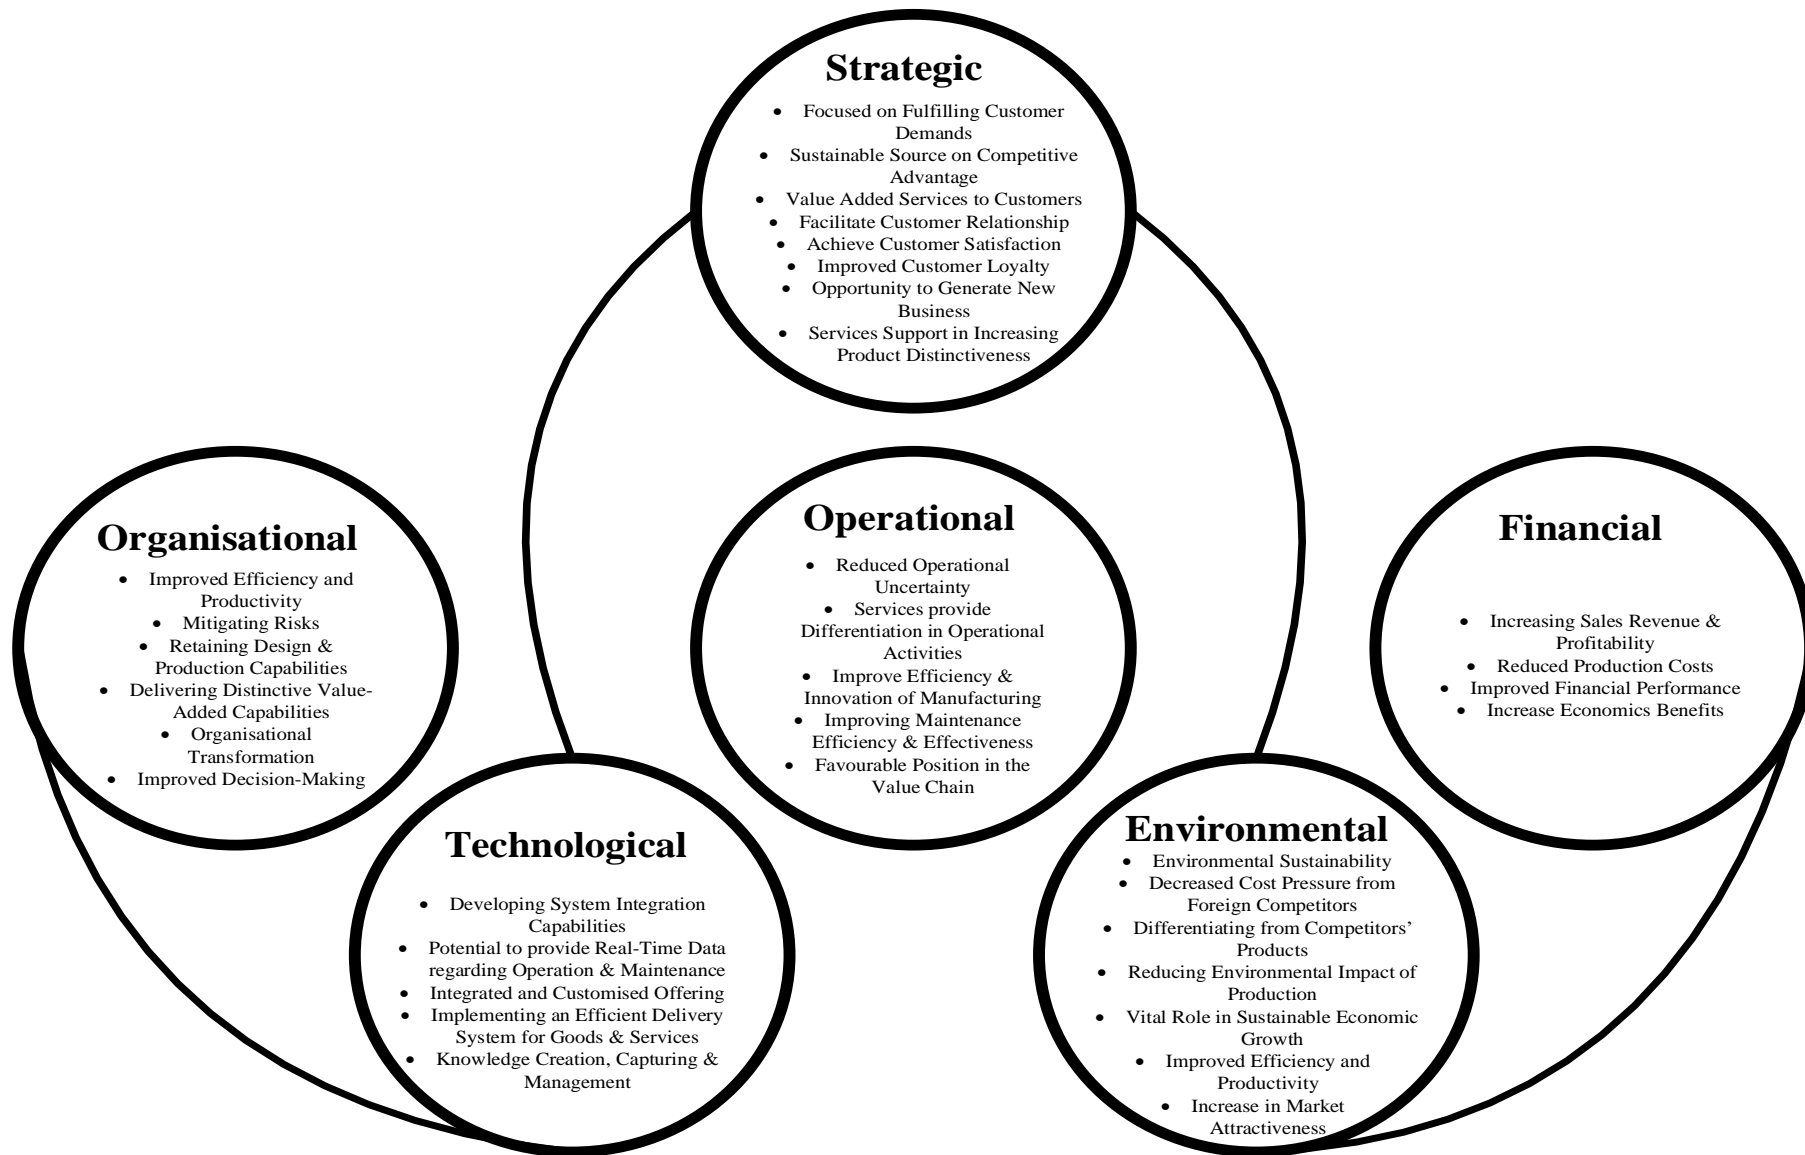 Strategic
• Focused on Fulfilling Customer
Demands
• Sustainable Source on Competitive
Advantage
• Value Added Services to Customers
• Facilitate Customer Relationship
• Achieve Customer Satisfaction
• Improved Customer Loyalty
• Opportunity to Generate New
Business
• Services Support in Increasing
Product Distinctiveness
Organisational
• Improved Efficiency and
Productivity
• Mitigating Risks
• Retaining Design &
Production Capabilities
• Delivering Distinctive Value-
Added Capabilities
• Organisational
Transformation
• Improved Decision-Making
Operational
• Reduced Operational
Uncertainty
• Services provide
Differentiation in Operational
Activities
• Improve Efficiency &
Innovation of Manufacturing
• Improving Maintenance
Efficiency & Effectiveness
• Favourable Position in the
Value Chain
Financial
• Increasing Sales Revenue &
Profitability
• Reduced Production Costs
• Improved Financial Performance
• Increase Economics Benefits
Technological
• Developing System Integration
Capabilities
• Potential to provide Real-Time Data
regarding Operation & Maintenance
• Integrated and Customised Offering
• Implementing an Efficient Delivery
System for Goods & Services
• Knowledge Creation, Capturing &
Management
Environmental
• Environmental Sustainability
• Decreased Cost Pressure from
Foreign Competitors
• Differentiating from Competitors’
Products
• Reducing Environmental Impact of
Production
• Vital Role in Sustainable Economic
Growth
• Improved Efficiency and
Productivity
• Increase in Market
Attractiveness